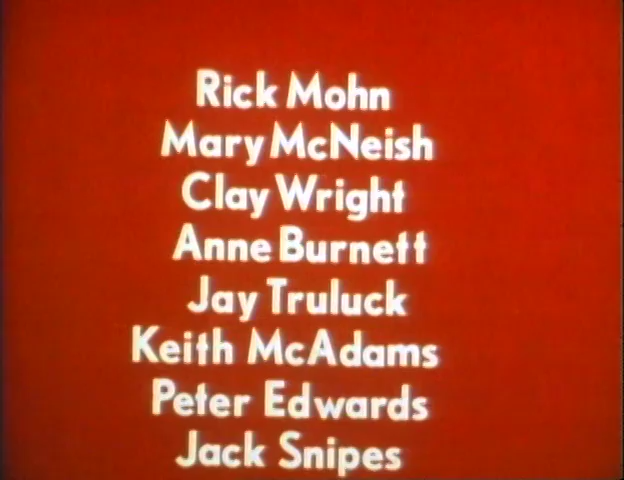 Rick Mohn
Mary McNeish
Clay Wright
Anne Burnett
Jay Truluck
Keith McAdams
Peter Edwards
Jack Snipes